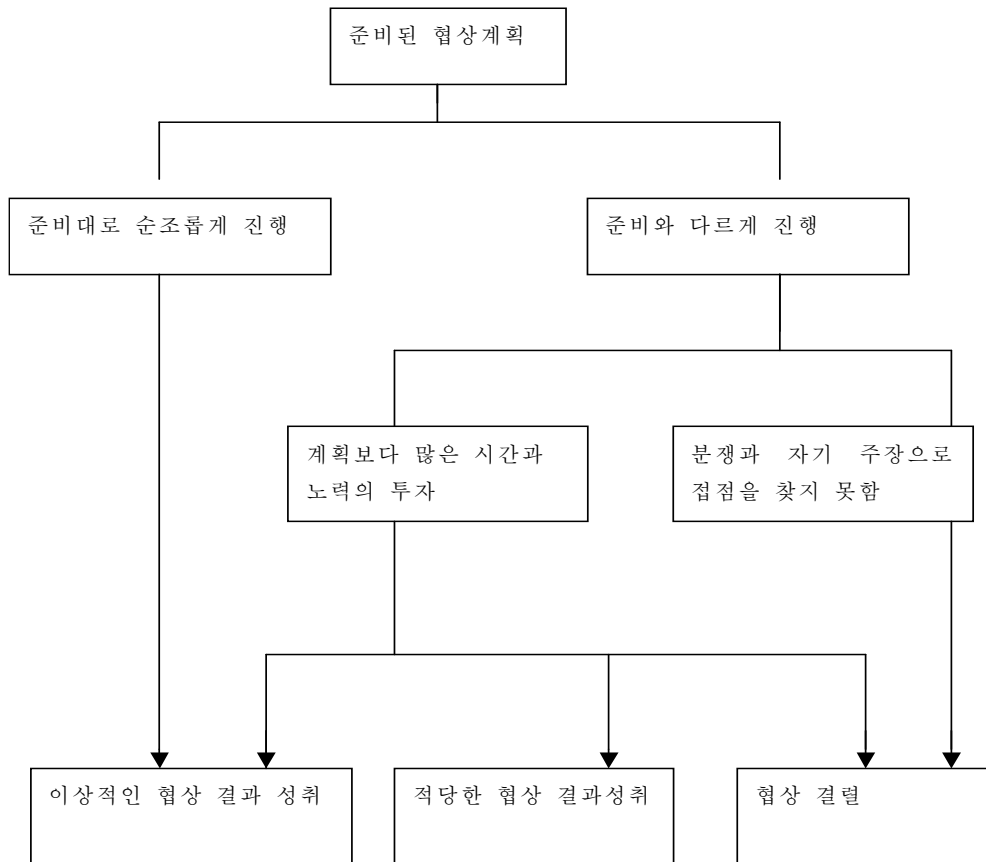 준비된 협상계획
준비대로 순조롭게 진행
준비와 다르게 진행
계획보다 많은 시간과
노력의 투자
분쟁과 자기 주장으로
접점을 찾지 못함
이상적인 협상 결과 성취
적당한 협상 결과성취
협상 결렬